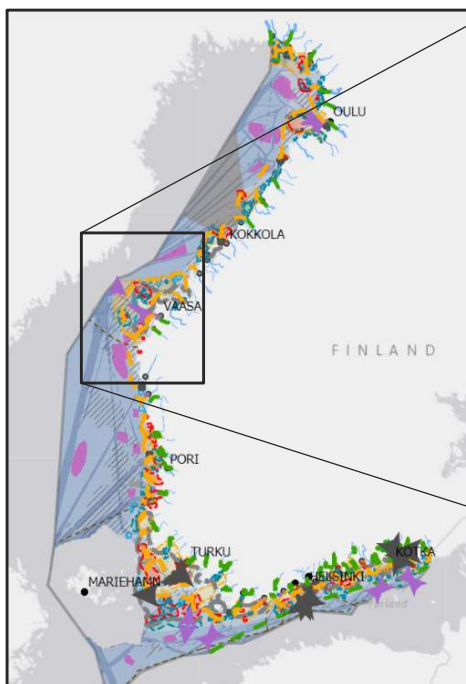 OULU
KOKKOLA
VAASA
FINLAND
PORI
TURKU
KOTKA
MARIEHAMN
HELSINKI